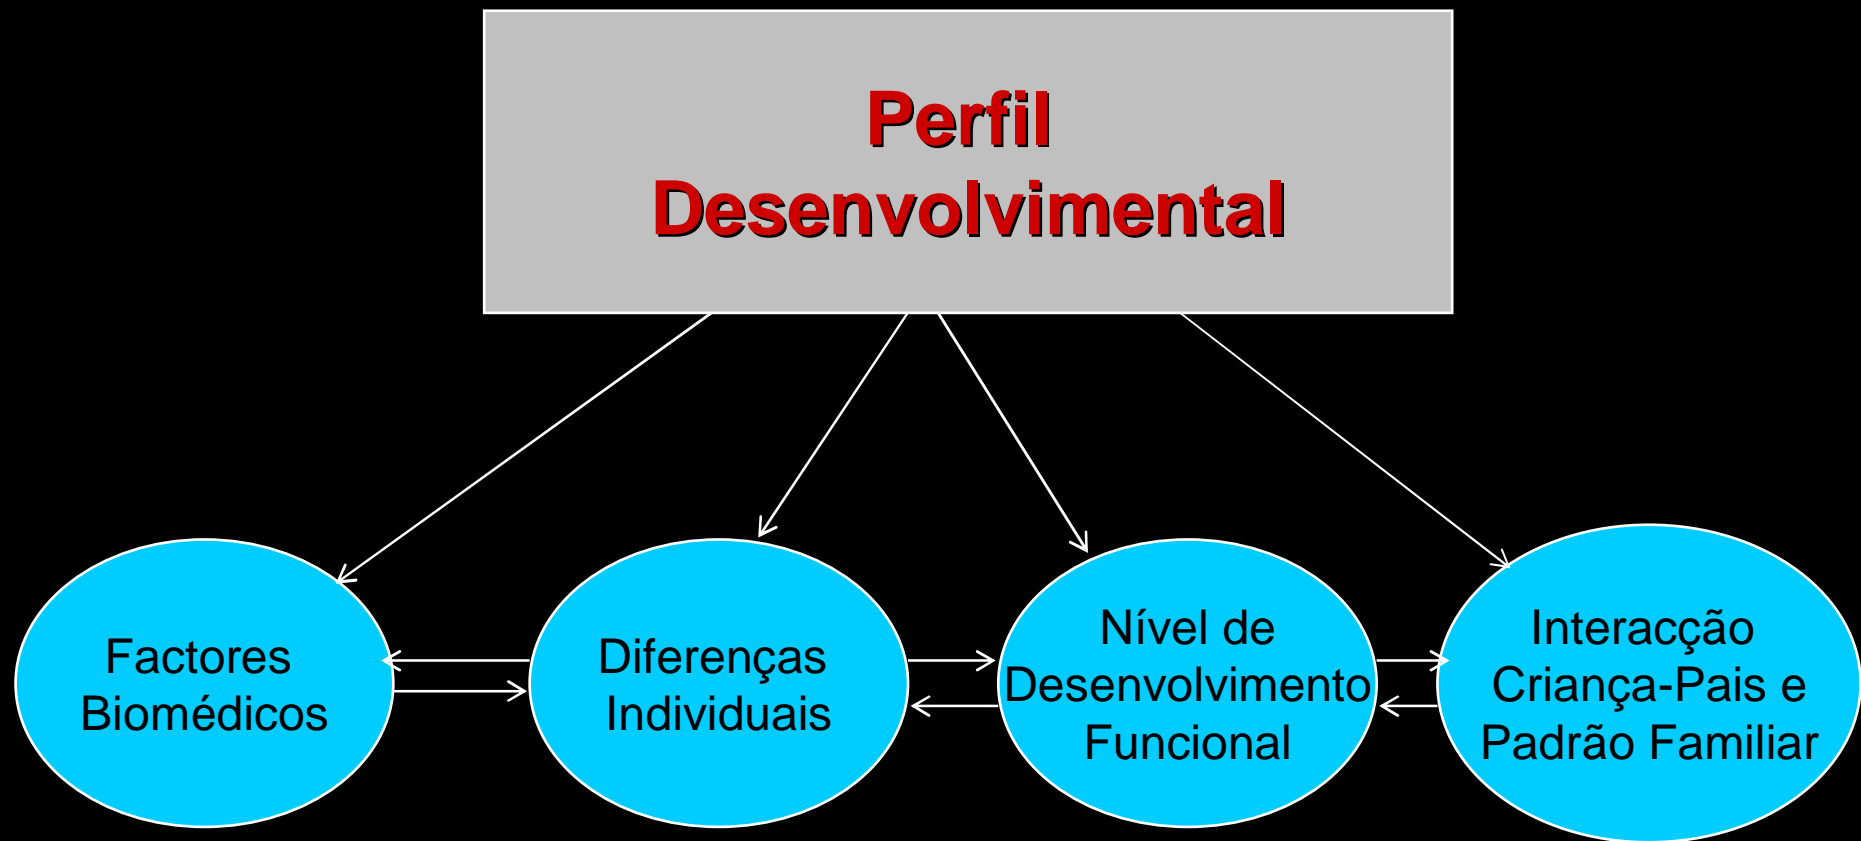 Perfil
Desenvolvimental
Factores
Biomédicos
Diferenças
Individuais
Nível de
Desenvolvimento
Funcional
Interacção
Criança-Pais e
Padrão Familiar